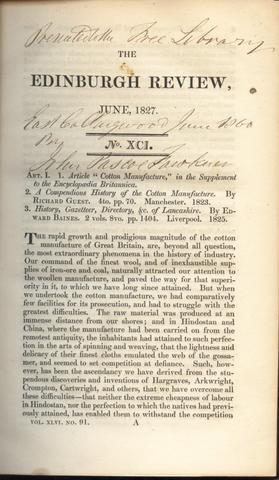 Presented to the Free Library
THE
EDINBURGH REVIEW,
JUNE, 1827.
East Collingwood June 1860
No. XCI.
By
John Pascoe Fawkner
ART. I. 1. Article "Cotton Manufacture," in the Supplement
to the Encyclopædia Britannica.
2. A Compendious History of the Cotton Manufacture. By
RICHARD GUEST. 4to, pp. 70. Manchester. 1823.
3. History, Gazetteer, Directory, &c. of Lancashire. By ED-
WARD BAINES. 2 vols. 8vo. pp. 1404. Liverpool. 1825.
THE rapid growth and prodigious magnitude of the cotton
manufacture of Great Britain, are, beyond all question,
the most extraordinary phenomena in the history of industry.
Our command of the finest wool, and of inexhaustible sup-
plies of iron-ore and coal, naturally attracted our attention to
the woollen manufacture, and paved the way for that superi-
ority in it, to which we have long since attained. But when
we undertook the cotton manufacture, we had comparatively
few facilities for its prosecution, and had to struggle with the
greatest difficulties. The raw material was produced at an
immense distance from our shores; and in Hindostan and
China, where the manufacture had been carried on from the
remotest antiquity, the inhabitants had attained to such perfec-
tion in the arts of spinning and weaving, that the lightness and
delicacy of their finest cloths emulated the web of the gossa-
mer, and seemed to set competition at defiance. Such, how-
ever, has been the ascendancy we have derived from the stu-
pendous discoveries and inventions of Hargraves, Arkwright,
Crompton, Cartwright, and others, that we have overcome all
these difficulties—that neither the extreme cheapness of labour
in Hindostan, nor the perfection to which the natives had previ-
ously attained, has enabled them to withstand the competition
VOL. XLVI. NO. 91. A